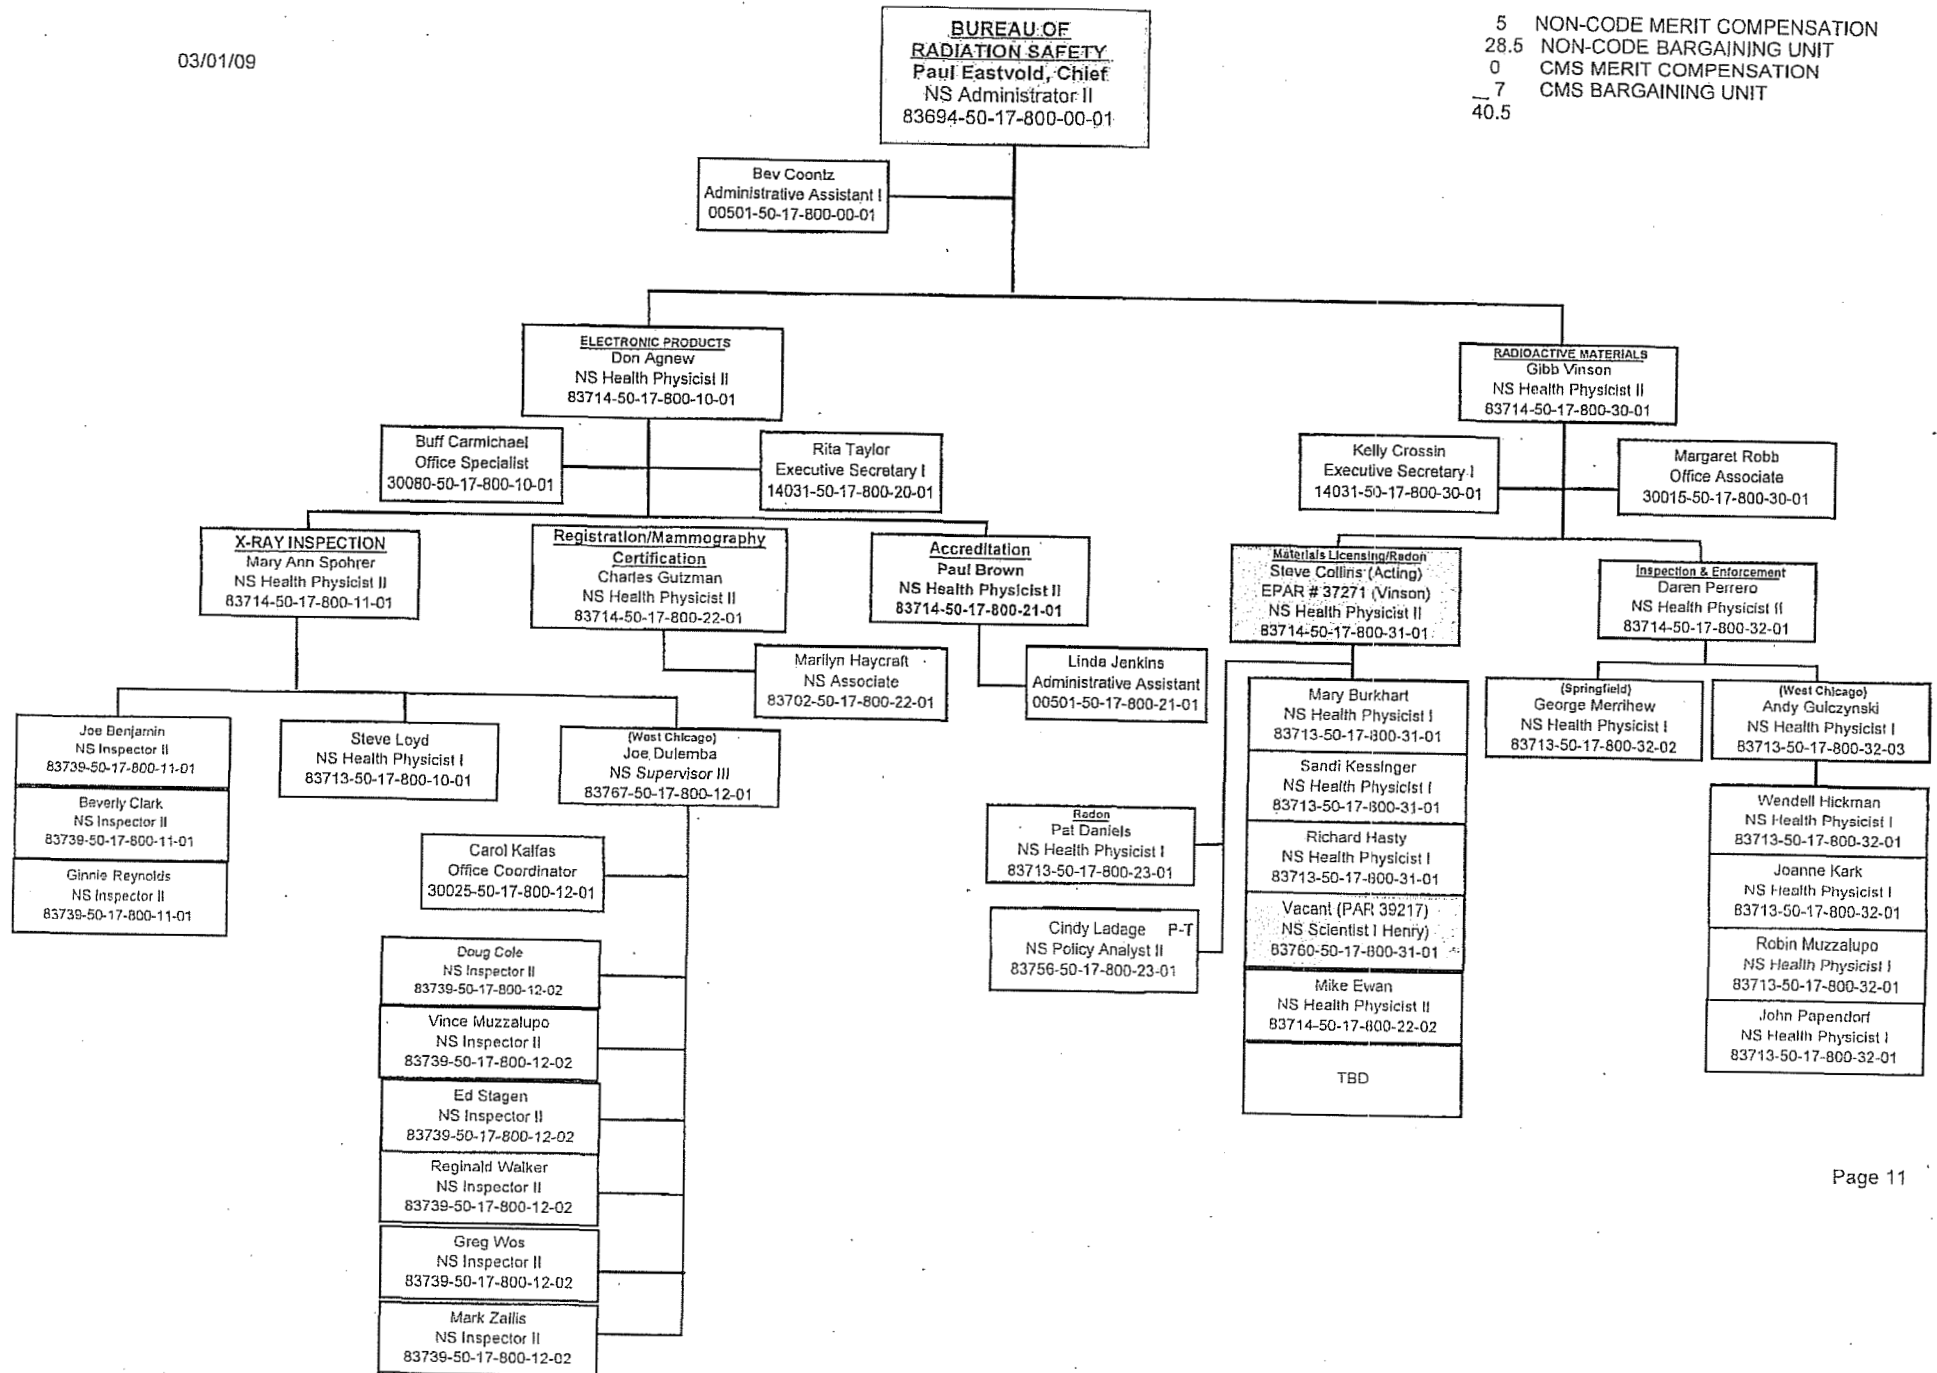 03/01/09
5 NON-CODE MERIT COMPENSATION
28.5 NON-CODE BARGAINING UNIT
0 CMS MERIT COMPENSATION
7 CMS BARGAINING UNIT
40.5
BUREAU OF
RADIATION SAFETY
Paul Eastvold, Chief
NS Administrator II
83694-50-17-800-00-01
Bev Coontz
Administrative Assistant I
00501-50-17-800-00-01
ELECTRONIC PRODUCTS
Don Agnew
NS Health Physicist II
83714-50-17-800-10-01
RADIOACTIVE MATERIALS
Gibb Vinson
NS Health Physicist II
83714-50-17-800-30-01
Buff Carmichael
Office Specialist
30080-50-17-800-10-01
Rita Taylor
Executive Secretary I
14031-50-17-800-20-01
Kelly Crossin
Executive Secretary I
14031-50-17-800-30-01
Margaret Robb
Office Associate
30015-50-17-800-30-01
X-RAY INSPECTION
Mary Ann Spohrer
NS Health Physicist II
83714-50-17-800-11-01
Registration/Mammography
Certification
Charles Gutzman
NS Health Physicist II
83714-50-17-800-22-01
Accreditation
Paul Brown
NS Health Physicist II
83714-50-17-800-21-01
Materials Licensing/Radon
Steve Collins (Acting)
EPAR # 37271 (Vinson)
NS Health Physicist II
83714-50-17-800-31-01
Inspection & Enforcement
Daren Perrero
NS Health Physicist II
83714-50-17-800-32-01
Marilyn Haycraft
NS Associate
83702-50-17-800-22-01
Linda Jenkins
Administrative Assistant
00501-50-17-800-21-01
Joe Benjamin
NS Inspector II
83739-50-17-800-11-01
Beverly Clark
NS Inspector II
83739-50-17-800-11-01
Ginnie Reynolds
NS Inspector II
83739-50-17-800-11-01
Steve Loyd
NS Health Physicist I
83713-50-17-800-10-01
(West Chicago)
Joe Dulemba
NS Supervisor III
83767-50-17-800-12-01
Carol Kalfas
Office Coordinator
30025-50-17-800-12-01
Doug Cole
NS Inspector II
83739-50-17-800-12-02
Vince Muzzalupo
NS Inspector II
83739-50-17-800-12-02
Ed Stagen
NS Inspector II
83739-50-17-800-12-02
Reginald Walker
NS Inspector II
83739-50-17-800-12-02
Greg Wos
NS Inspector II
83739-50-17-800-12-02
Mark Zallis
NS Inspector II
83739-50-17-800-12-02
Radon
Pat Daniels
NS Health Physicist I
83713-50-17-800-23-01
Cindy Ladage P-T
NS Policy Analyst II
83756-50-17-800-23-01
Mary Burkhart
NS Health Physicist I
83713-50-17-800-31-01
Sandi Kessinger
NS Health Physicist I
83713-50-17-800-31-01
Richard Hasty
NS Health Physicist I
83713-50-17-800-31-01
Vacant (PAR 39217)
NS Scientist I Henry)
83760-50-17-800-31-01
Mike Ewan
NS Health Physicist II
83714-50-17-800-22-02
TBD
(Springfield)
George Merrihew
NS Health Physicist I
83713-50-17-800-32-02
(West Chicago)
Andy Gulczynski
NS Health Physicist I
83713-50-17-800-32-03
Wendell Hickman
NS Health Physicist I
83713-50-17-800-32-01
Joanne Kark
NS Health Physicist I
83713-50-17-800-32-01
Robin Muzzalupo
NS Health Physicist I
83713-50-17-800-32-01
John Papendorf
NS Health Physicist I
83713-50-17-800-32-01
Page 11